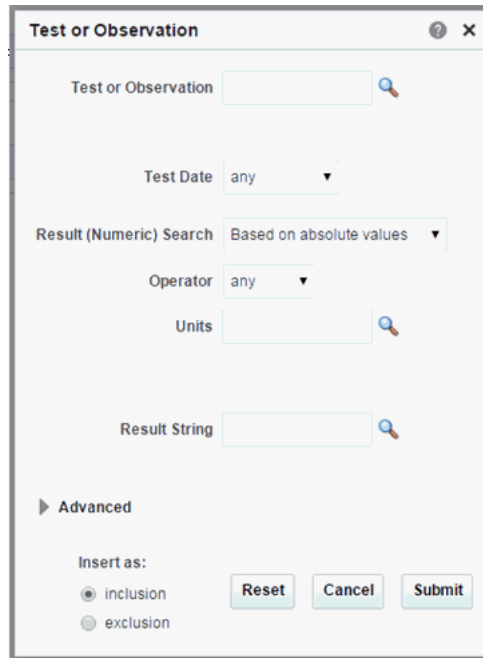 Test or Observation
Test or Observation
Test Date any
Result (Numeric) Search Based on absolute values
Operator any
Units
Result String
Advanced
Insert as:
inclusion
exclusion
Reset Cancel Submit